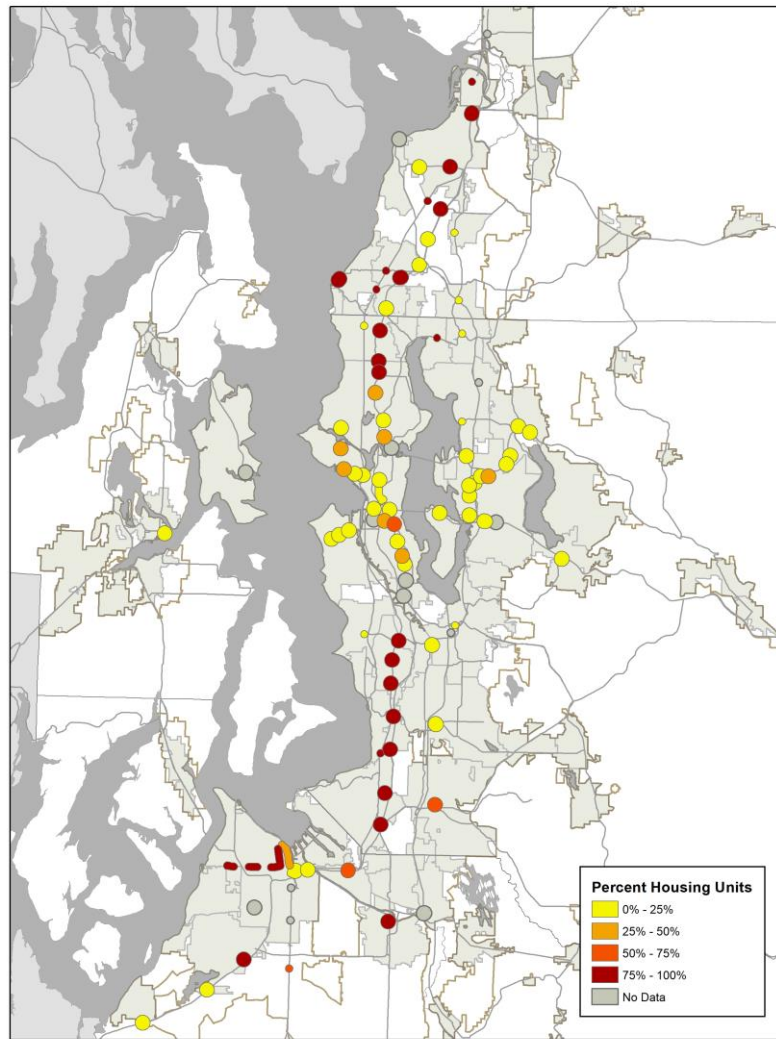 Percent Housing Units
0% - 25%
25% - 50%
50% - 75%
75% - 100%
No Data